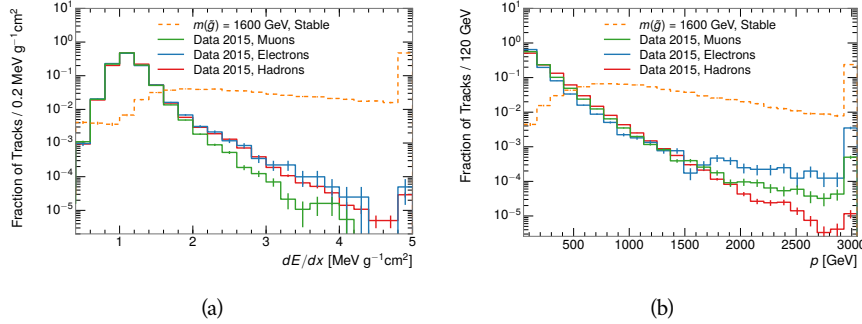 Fraction of Tracks / 0.2 MeV g⁻¹cm²
10¹
10⁰
10⁻¹
10⁻²
10⁻³
10⁻⁴
10⁻⁵
m(g̃) = 1600 GeV, Stable
Data 2015, Muons
Data 2015, Electrons
Data 2015, Hadrons
1 2 3 4 5
dE/dx [MeV g⁻¹cm²]
(a)
Fraction of Tracks / 120 GeV
10¹
10⁰
10⁻¹
10⁻²
10⁻³
10⁻⁴
10⁻⁵
m(g̃) = 1600 GeV, Stable
Data 2015, Muons
Data 2015, Electrons
Data 2015, Hadrons
500 1000 1500 2000 2500 3000
p [GeV]
(b)